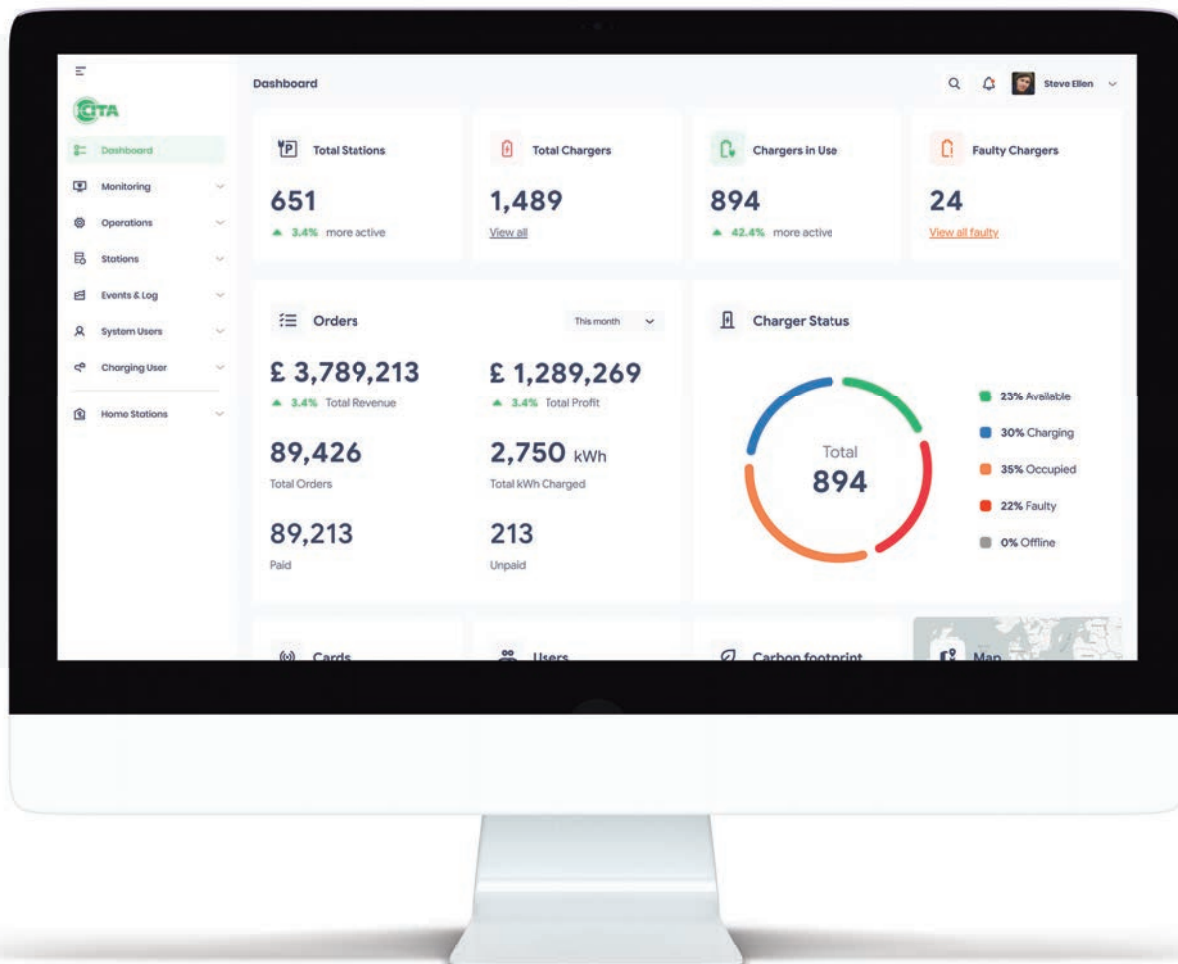 Dashboard
Steve Ellen
CITA
Dashboard
Monitoring
Operations
Stations
Events & Log
System Users
Charging User
Home Stations
Total Stations
651
3.4% more active
Total Chargers
1,489
View all
Chargers in Use
894
42.4% more active
Faulty Chargers
24
View all faulty
Orders
This month
£ 3,789,213
3.4% Total Revenue
£ 1,289,269
3.4% Total Profit
89,426
Total Orders
2,750 kWh
Total kWh Charged
89,213
Paid
213
Unpaid
Charger Status
Total
894
23% Available
30% Charging
35% Occupied
22% Faulty
0% Offline
Cards
Users
Carbon footprint
Map